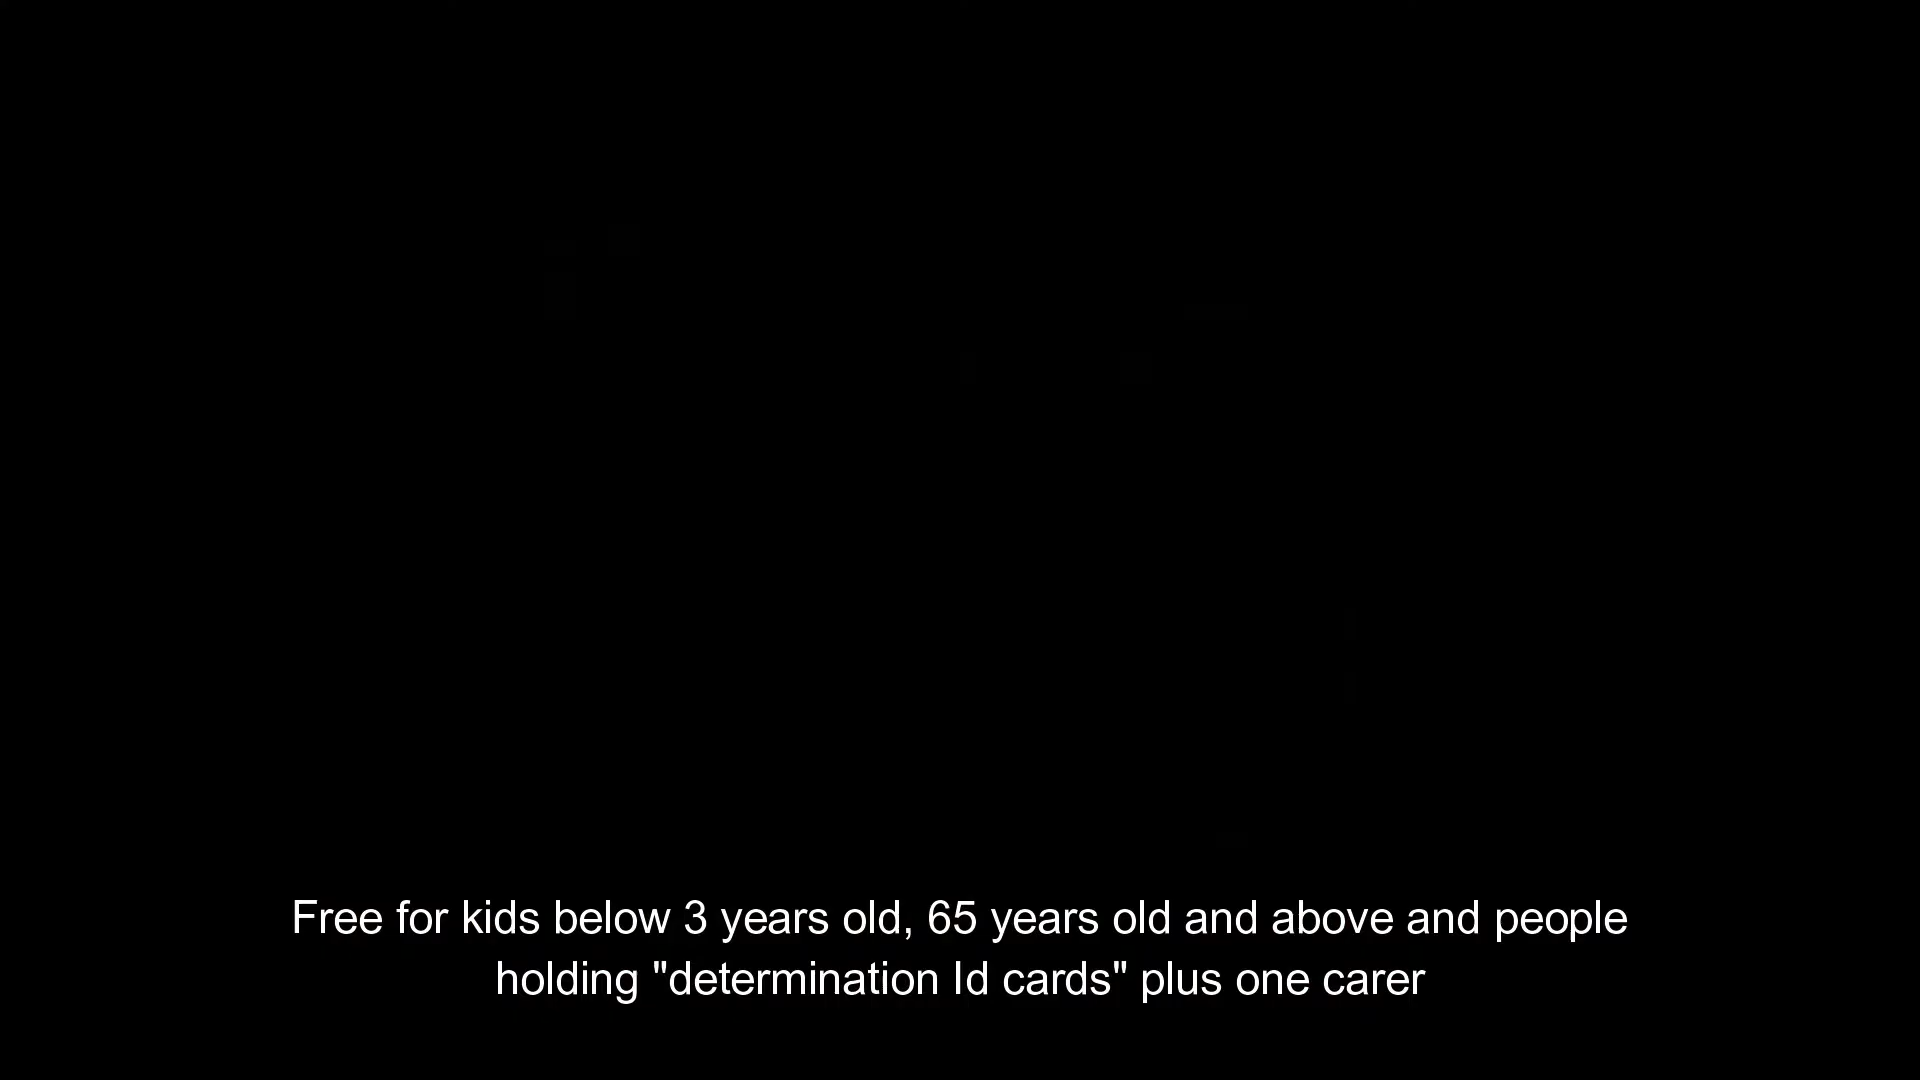 Free for kids below 3 years old, 65 years old and above and people
holding "determination Id cards" plus one carer